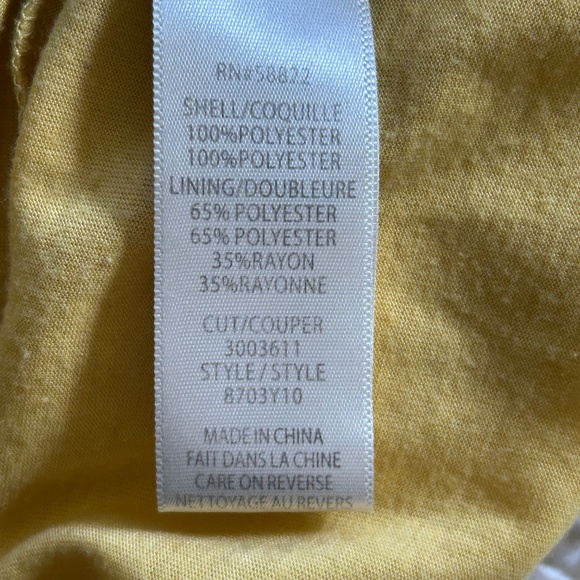 RN#58822
SHELL/COQUILLE
100%POLYESTER
100%POLYESTER
LINING/DOUBLEURE
65% POLYESTER
65% POLYESTER
35%RAYON
35%RAYONNE
CUT/COUPER
3003611
STYLE/STYLE
8703Y10
MADE IN CHINA
FAIT DANS LA CHINE
CARE ON REVERSE
NETTOYAGE AU REVERS